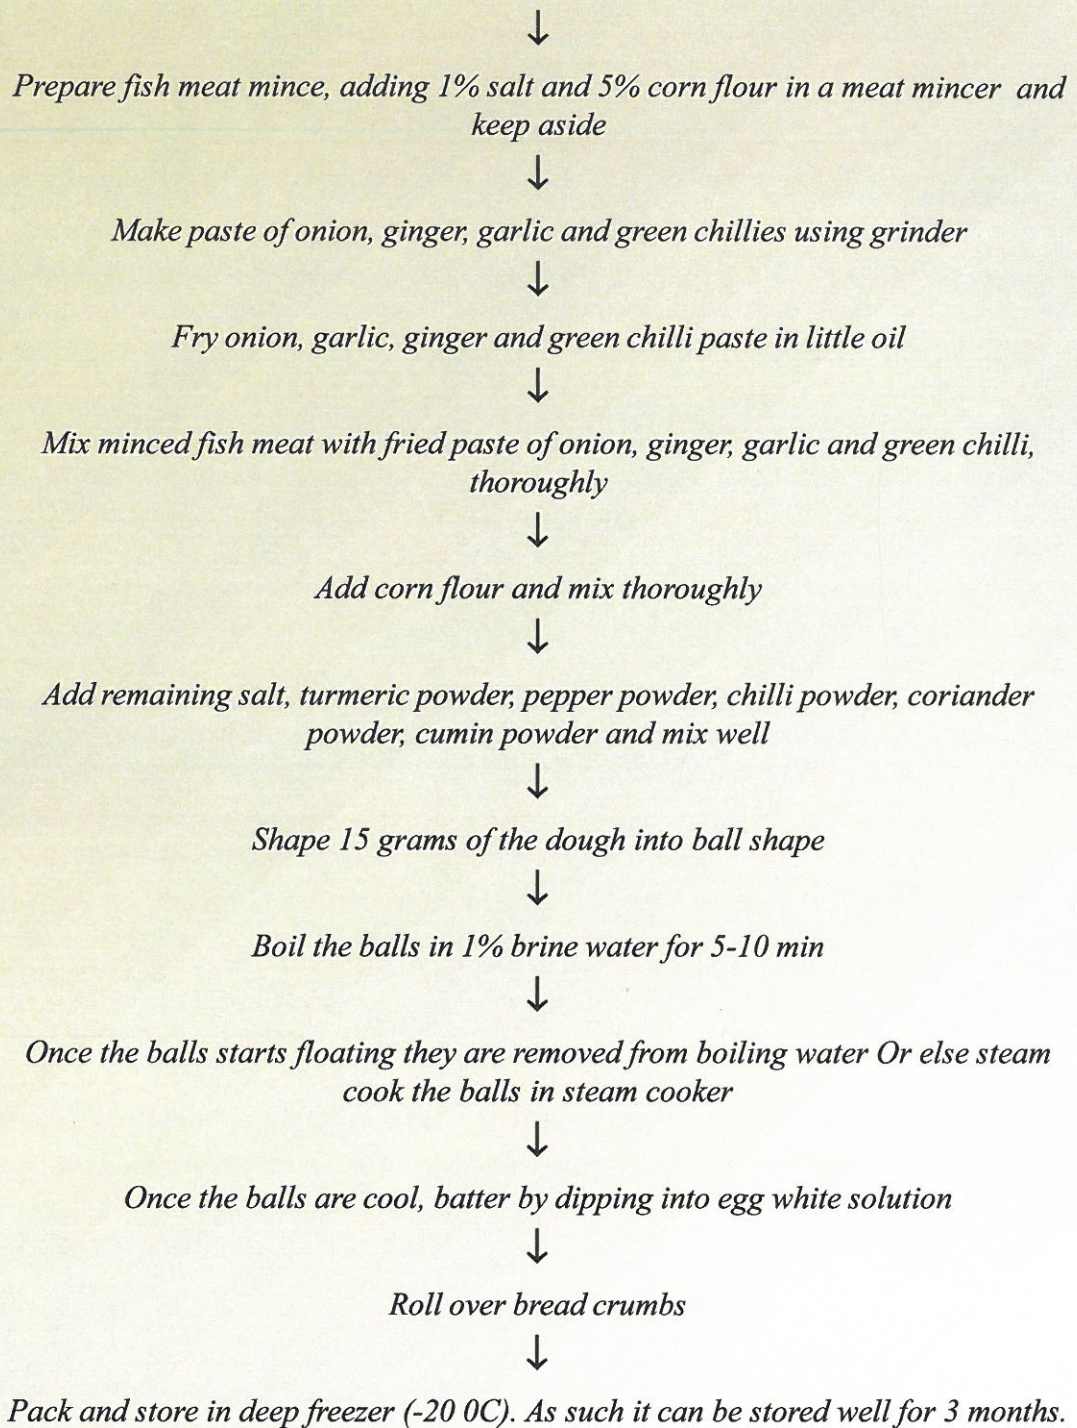 ↓
Prepare fish meat mince, adding 1% salt and 5% corn flour in a meat mincer and
keep aside
↓
Make paste of onion, ginger, garlic and green chillies using grinder
↓
Fry onion, garlic, ginger and green chilli paste in little oil
↓
Mix minced fish meat with fried paste of onion, ginger, garlic and green chilli,
thoroughly
↓
Add corn flour and mix thoroughly
↓
Add remaining salt, turmeric powder, pepper powder, chilli powder, coriander
powder, cumin powder and mix well
↓
Shape 15 grams of the dough into ball shape
↓
Boil the balls in 1% brine water for 5-10 min
↓
Once the balls starts floating they are removed from boiling water Or else steam
cook the balls in steam cooker
↓
Once the balls are cool, batter by dipping into egg white solution
↓
Roll over bread crumbs
↓
Pack and store in deep freezer (-20 0C). As such it can be stored well for 3 months.